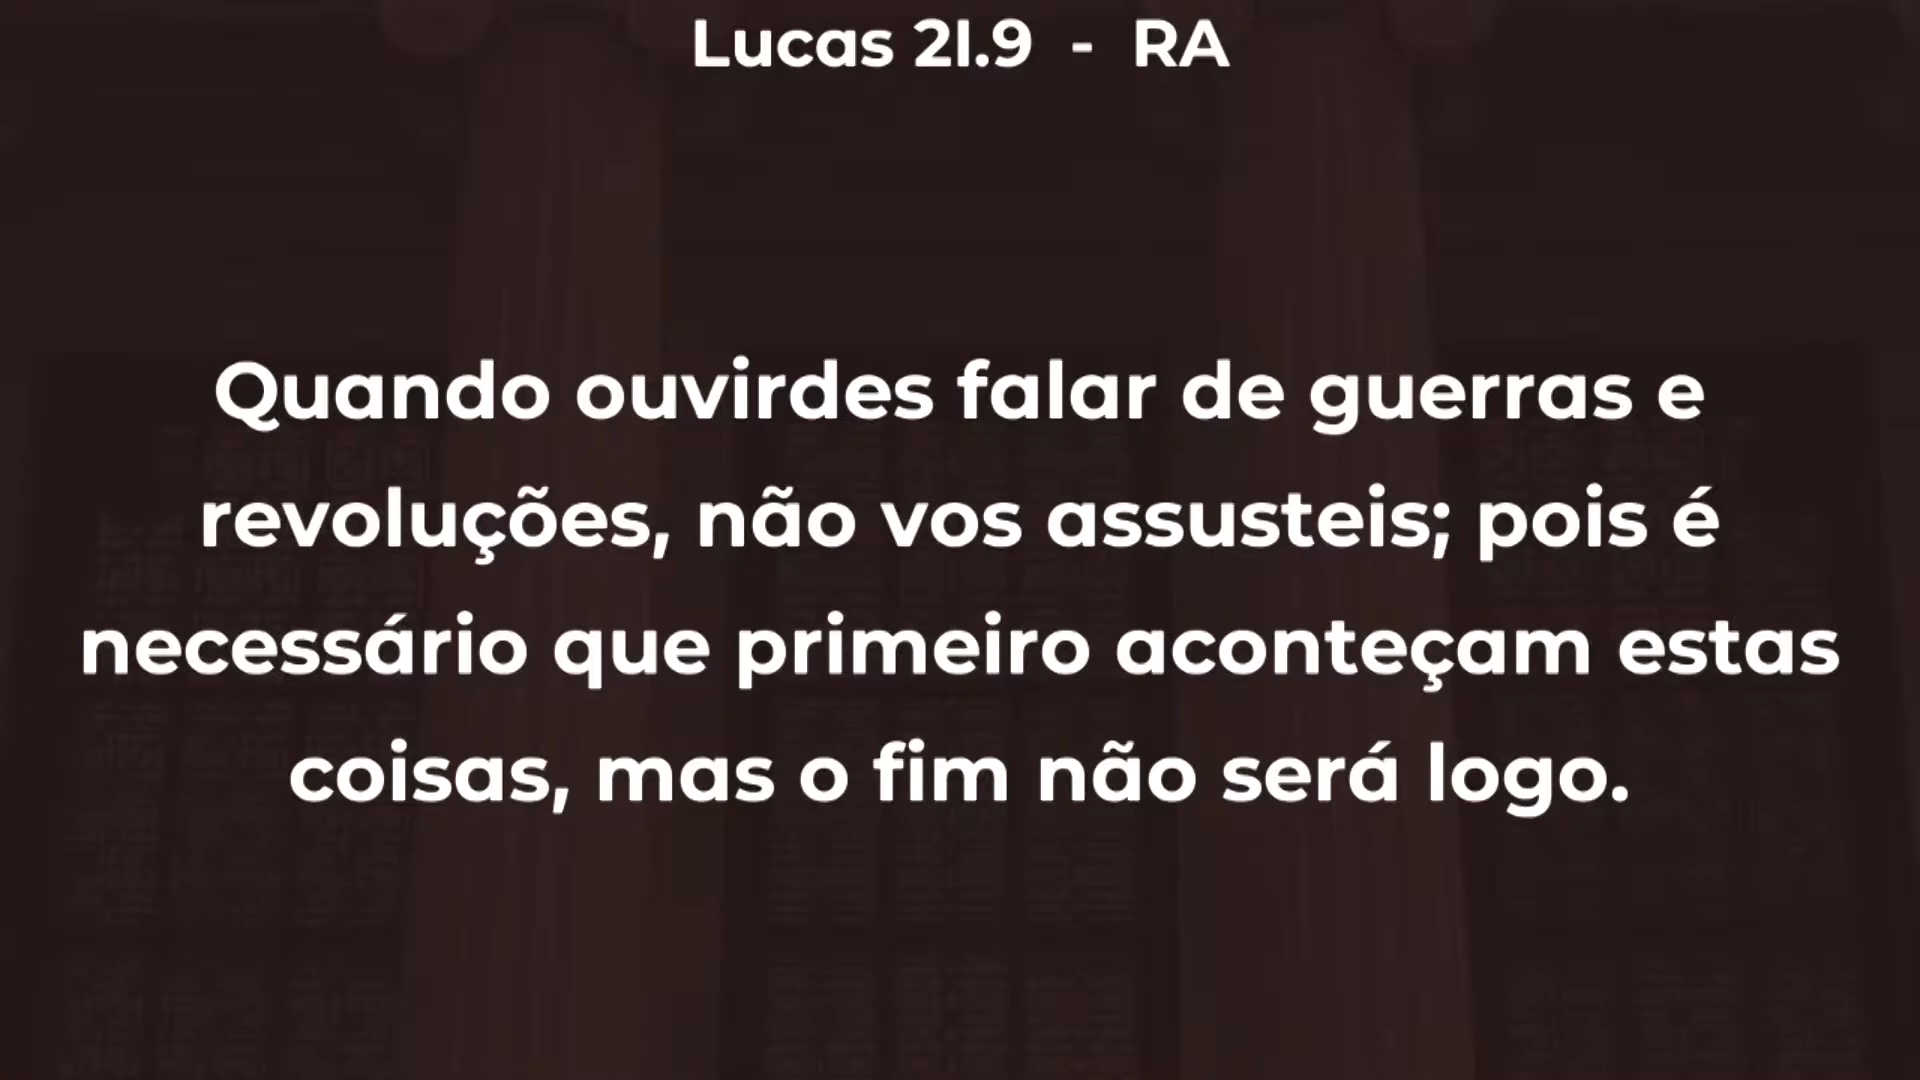 Lucas 21.9 - RA
Quando ouvirdes falar de guerras e
revoluções, não vos assusteis; pois é
necessário que primeiro aconteçam estas
coisas, mas o fim não será logo.